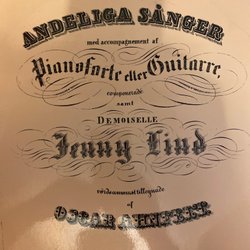 ANDELIGA SÅNGER
med accompagnement af
Pianoforte eller Guitarre,
componerade
samt
DEMOISELLE
Jenny Lind
vördsammast tillegnade
af
OSCAR AHNFELT.